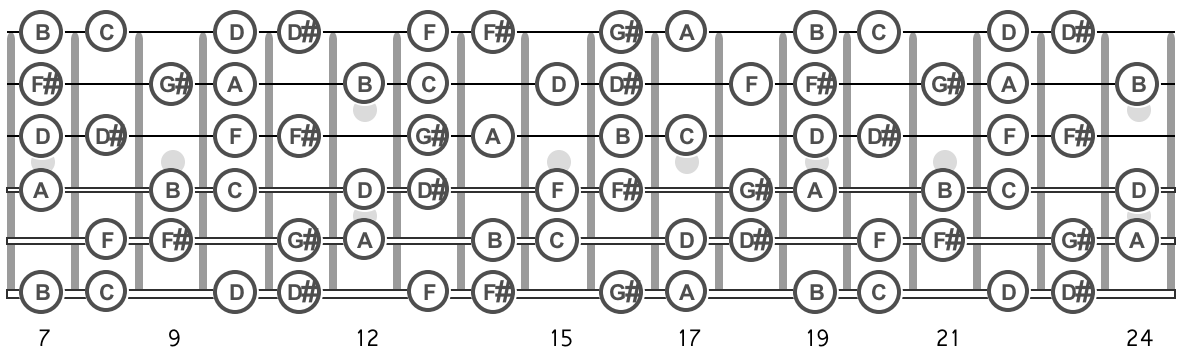 B C D D# F F# G# A B C D D#
F# G# A B C D D# F F# G# A B
D D# F F# G# A B C D D# F F#
A B C D D# F F# G# A B C D
F F# G# A B C D D# F F# G# A
B C D D# F F# G# A B C D D#
7 9 12 15 17 19 21 24